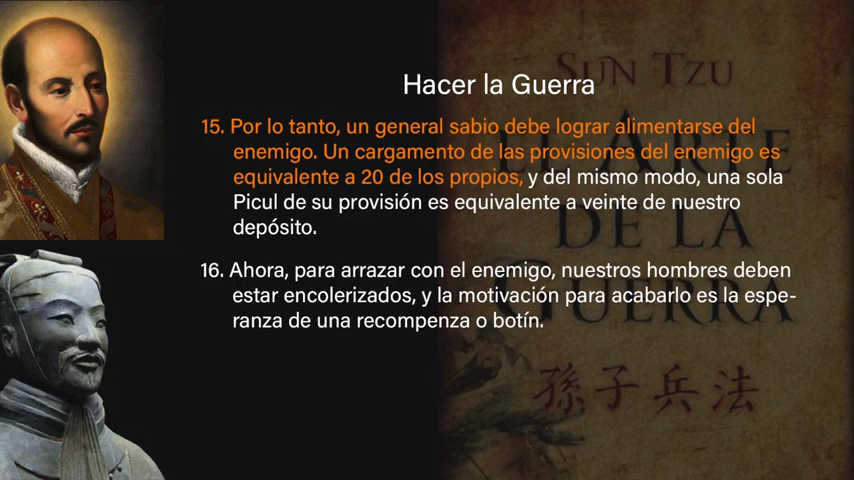 SUN TZU
EL ARTE
DE LA
GUERRA
孫子兵法
Hacer la Guerra
15. Por lo tanto, un general sabio debe lograr alimentarse del
enemigo. Un cargamento de las provisiones del enemigo es
equivalente a 20 de los propios, y del mismo modo, una sola
Picul de su provisión es equivalente a veinte de nuestro
depósito.
16. Ahora, para arrazar con el enemigo, nuestros hombres deben
estar encolerizados, y la motivación para acabarlo es la espe-
ranza de una recompenza o botín.